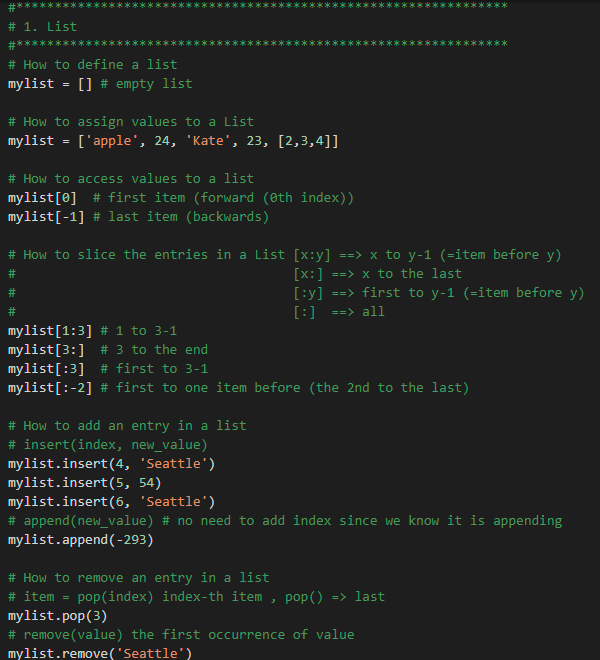 #****************************************************************
# 1. List
#****************************************************************
# How to define a list
mylist = [] # empty list

# How to assign values to a List
mylist = ['apple', 24, 'Kate', 23, [2,3,4]]

# How to access values to a list
mylist[0]  # first item (forward (0th index))
mylist[-1] # last item (backwards)

# How to slice the entries in a List [x:y] ==> x to y-1 (=item before y)
#                                    [x:] ==> x to the last
#                                    [:y] ==> first to y-1 (=item before y)
#                                    [:]  ==> all
mylist[1:3] # 1 to 3-1
mylist[3:]  # 3 to the end
mylist[:3]  # first to 3-1
mylist[:-2] # first to one item before (the 2nd to the last)

# How to add an entry in a list
# insert(index, new_value)
mylist.insert(4, 'Seattle')
mylist.insert(5, 54)
mylist.insert(6, 'Seattle')
# append(new_value) # no need to add index since we know it is appending
mylist.append(-293)

# How to remove an entry in a list
# item = pop(index) index-th item , pop() => last
mylist.pop(3)
# remove(value) the first occurrence of value
mylist.remove('Seattle')